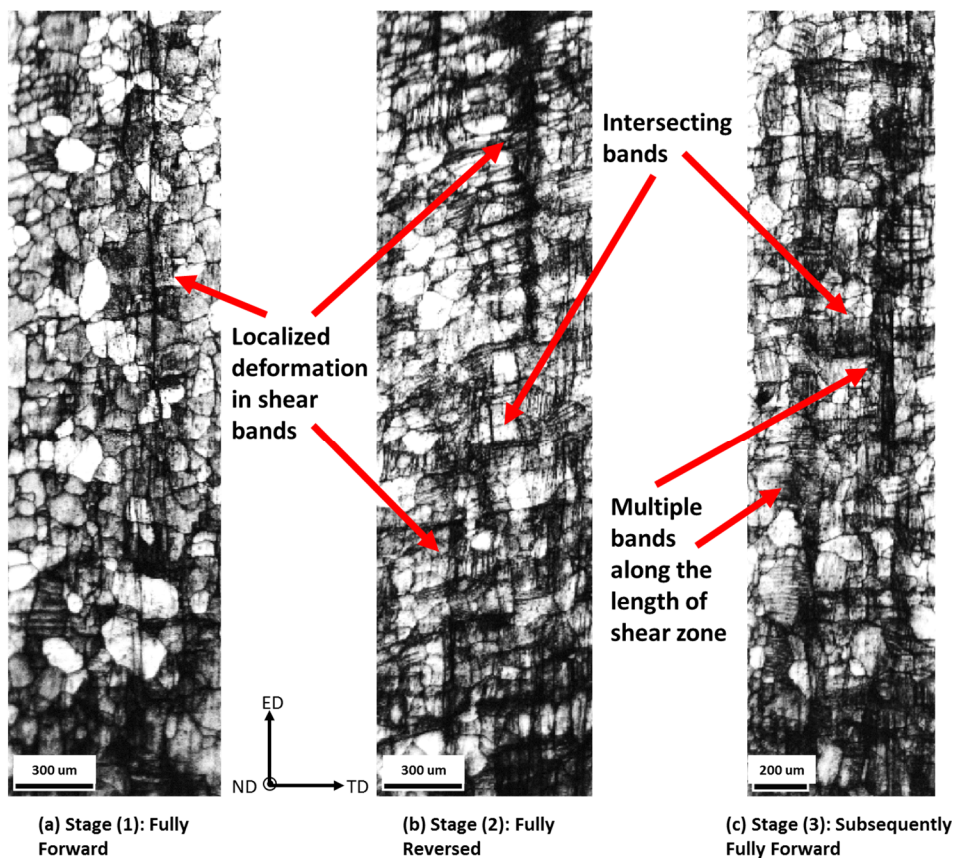 Intersecting
bands
Localized
deformation
in shear
bands
Multiple
bands
along the
length of
shear zone
ED
ND
TD
300 um
300 um
200 um
(a) Stage (1): Fully
Forward
(b) Stage (2): Fully
Reversed
(c) Stage (3): Subsequently
Fully Forward